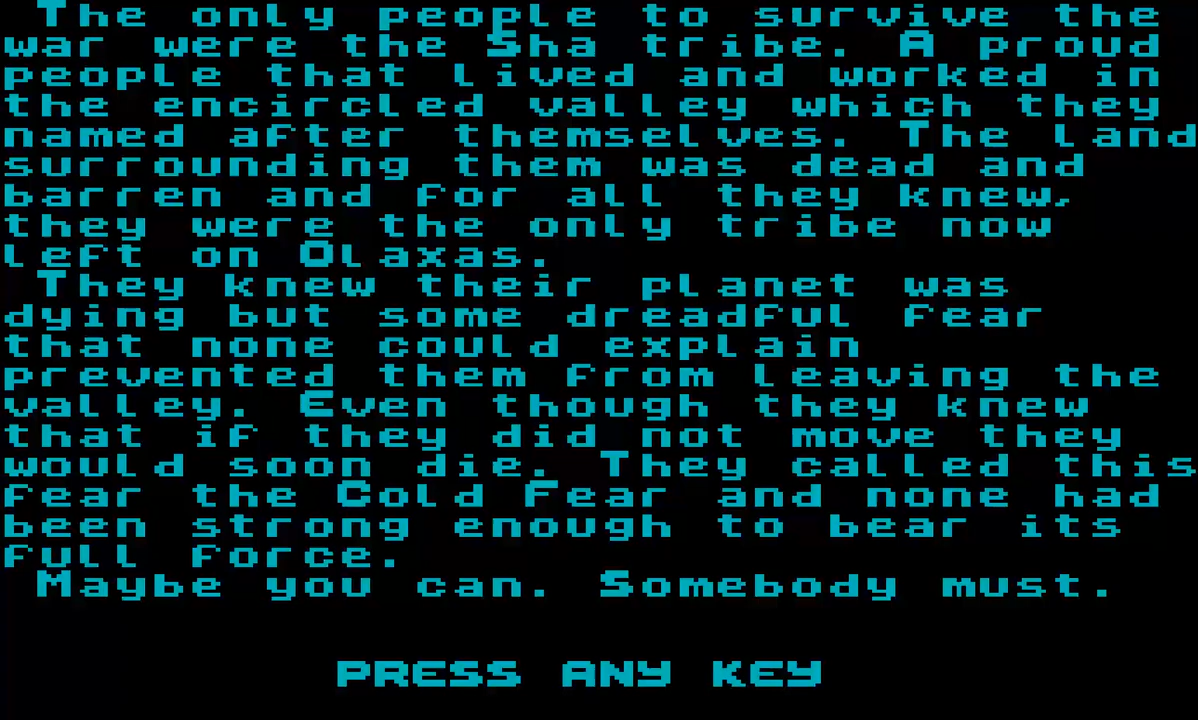 The only people to survive the
war were the Sha tribe. A proud
people that lived and worked in
the encircled valley which they
named after themselves. The land
surrounding them was dead and
barren and for all they knew,
they were the only tribe now
left on Olaxas.
They knew their planet was
dying but some dreadful fear
that none could explain
prevented them from leaving the
valley. Even though they knew
that if they did not move they
would soon die. They called this
fear the Cold Fear and none had
been strong enough to bear its
full force.
Maybe you can. Somebody must.
PRESS ANY KEY